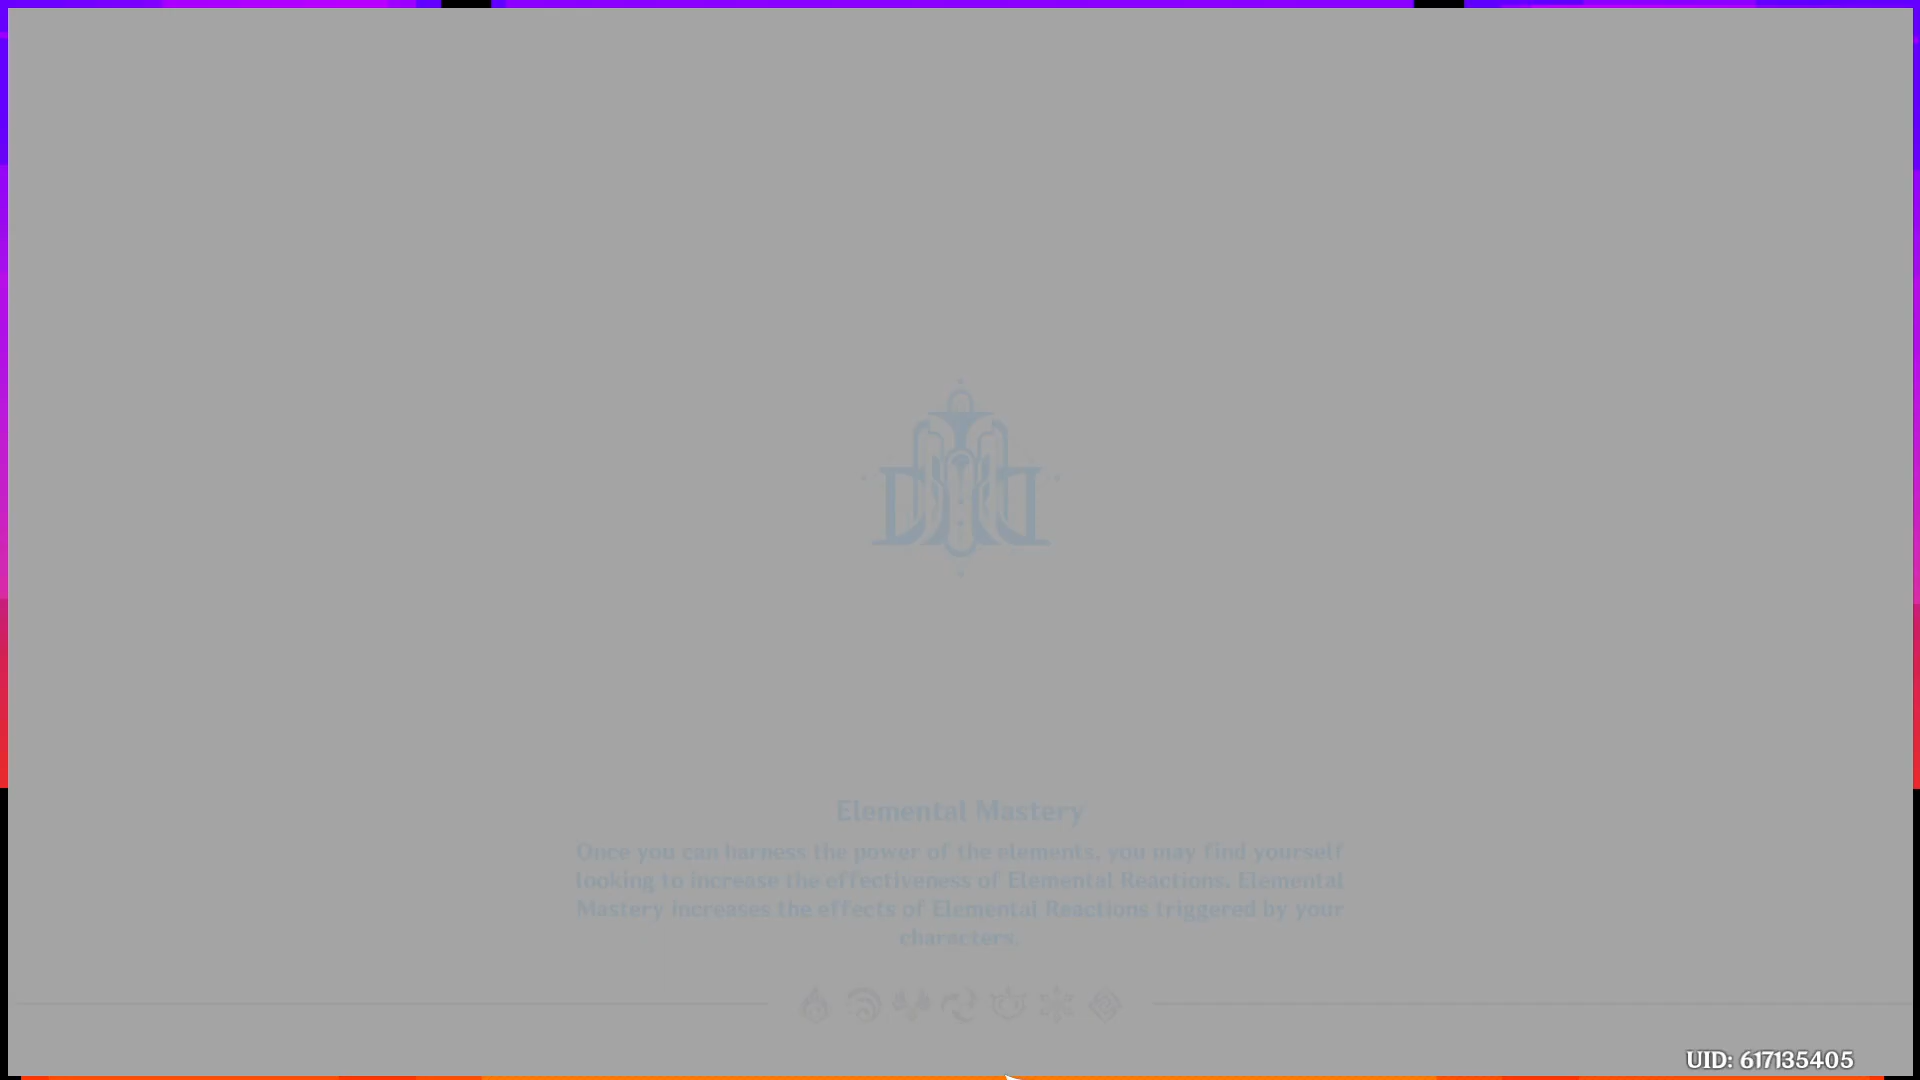 Elemental Mastery
Once you can harness the power of the elements, you may find yourself
looking to increase the effectiveness of Elemental Reactions. Elemental
Mastery increases the effects of Elemental Reactions triggered by your
characters.
UID: 617135405